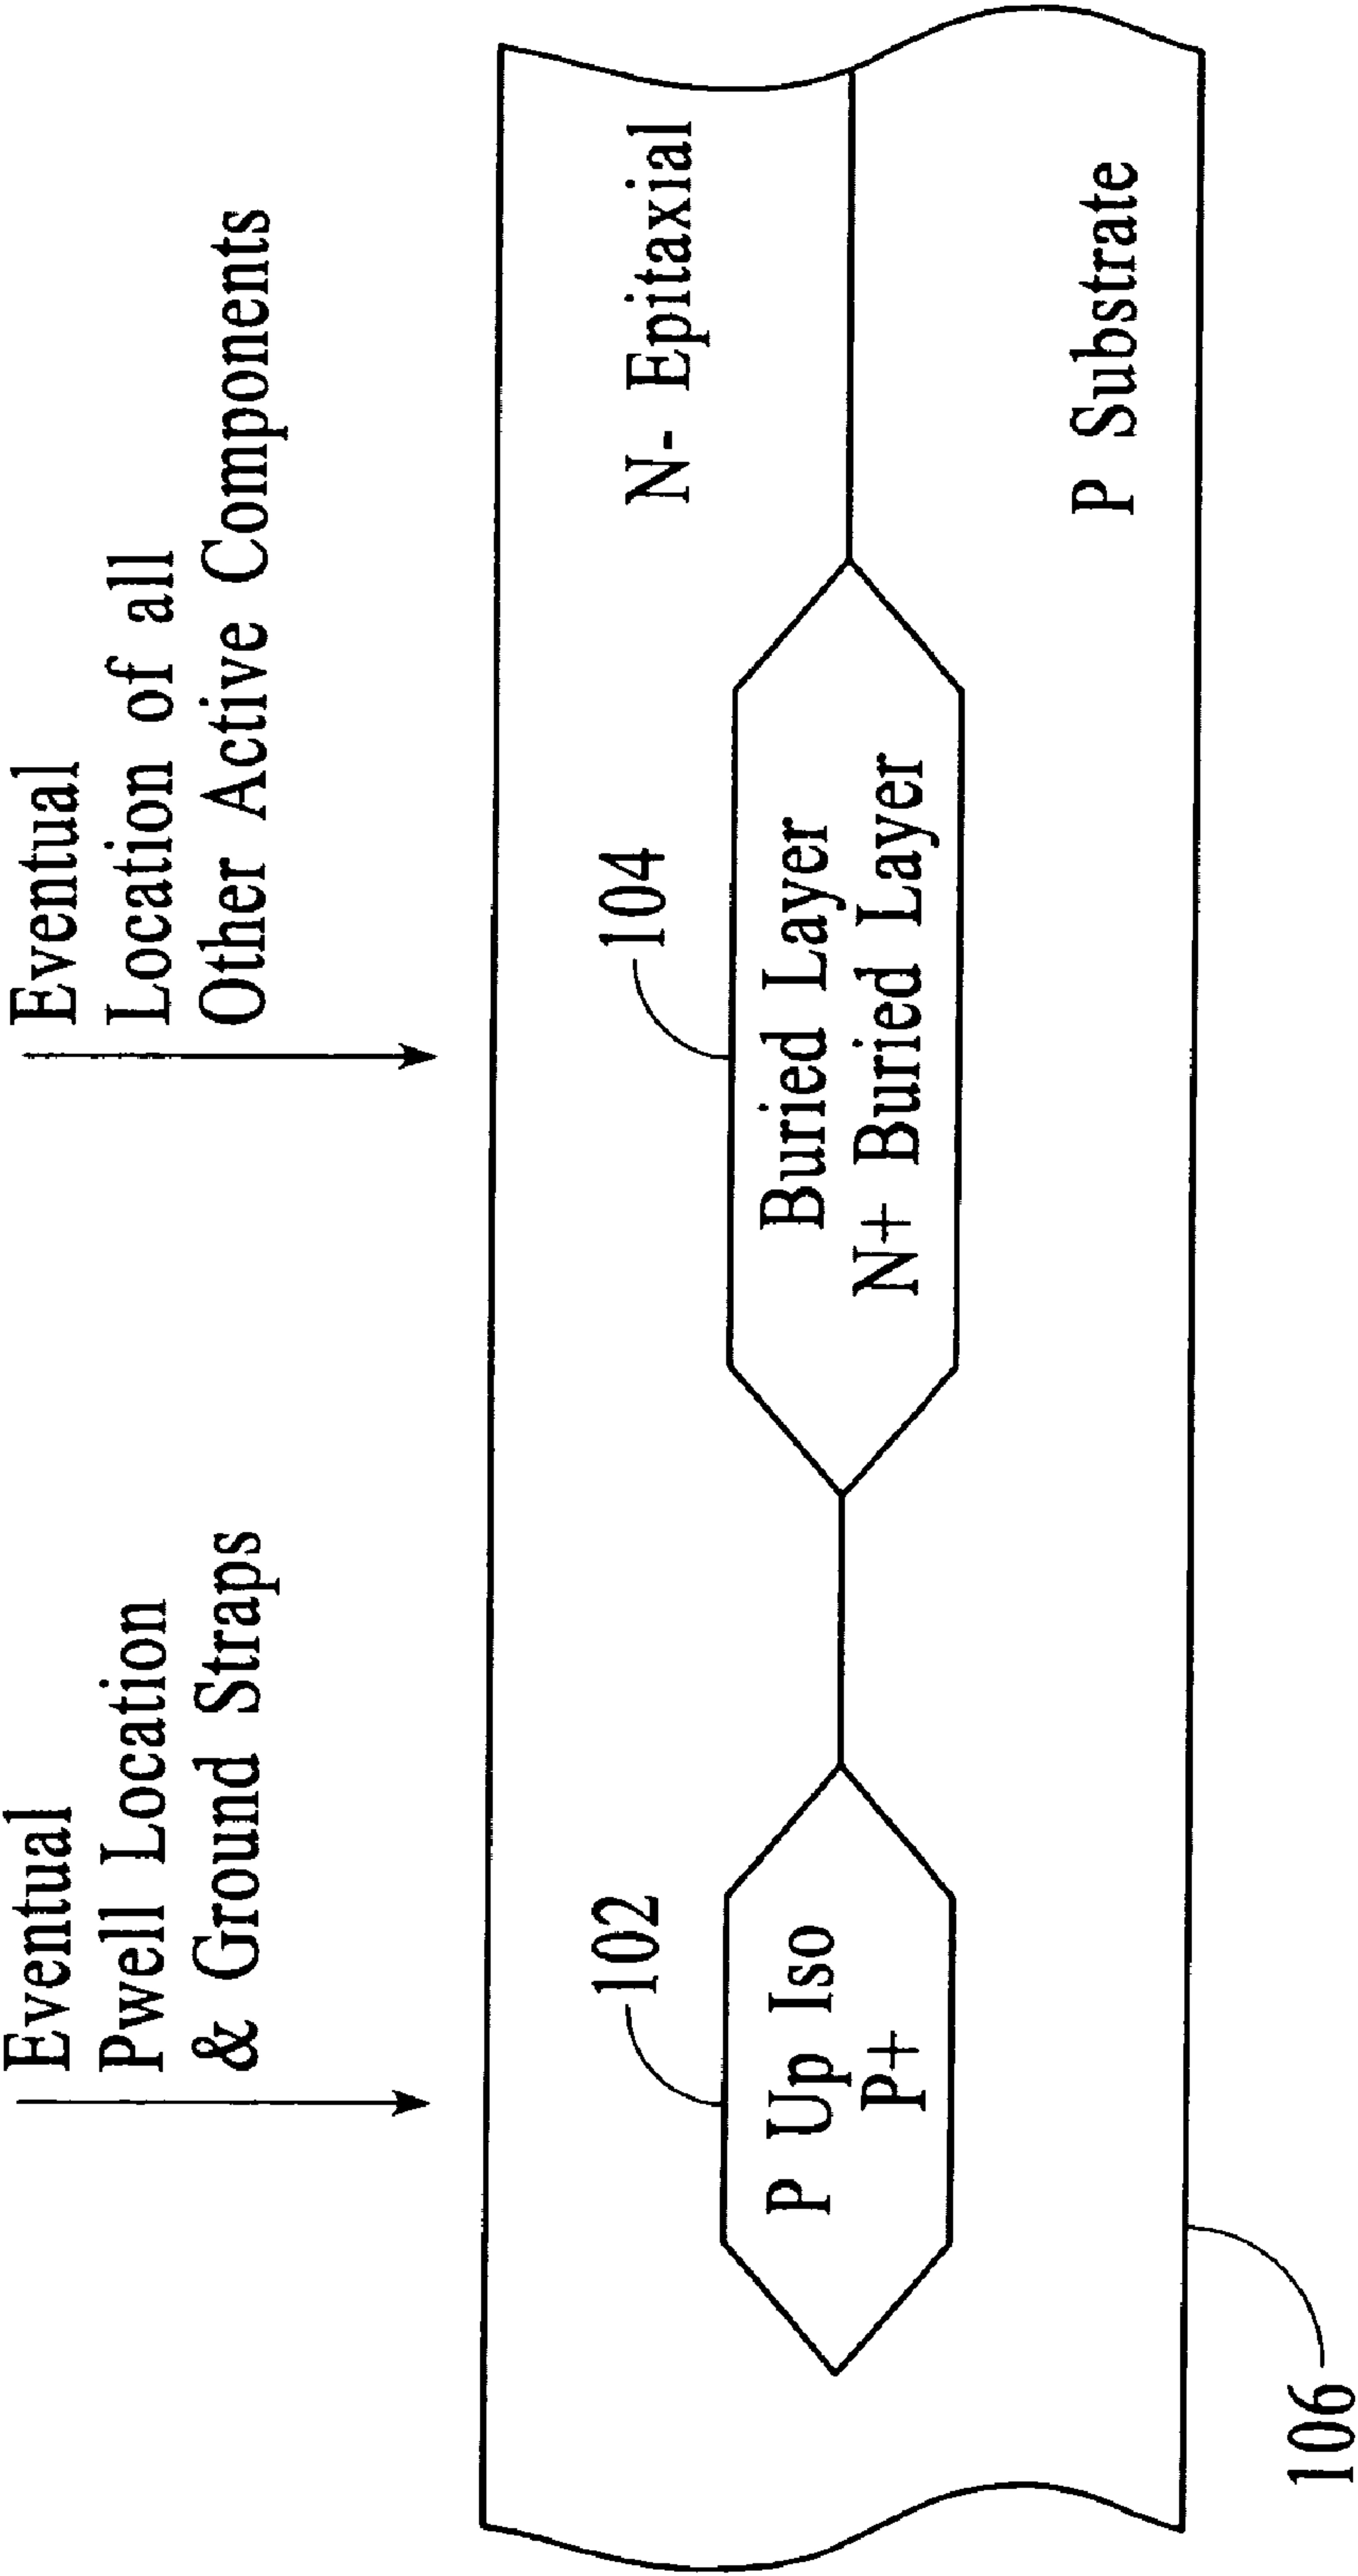 Eventual
Pwell Location
& Ground Straps
Eventual
Location of all
Other Active Components
102
104
N- Epitaxial
P Up Iso
P+
Buried Layer
N+ Buried Layer
P Substrate
106